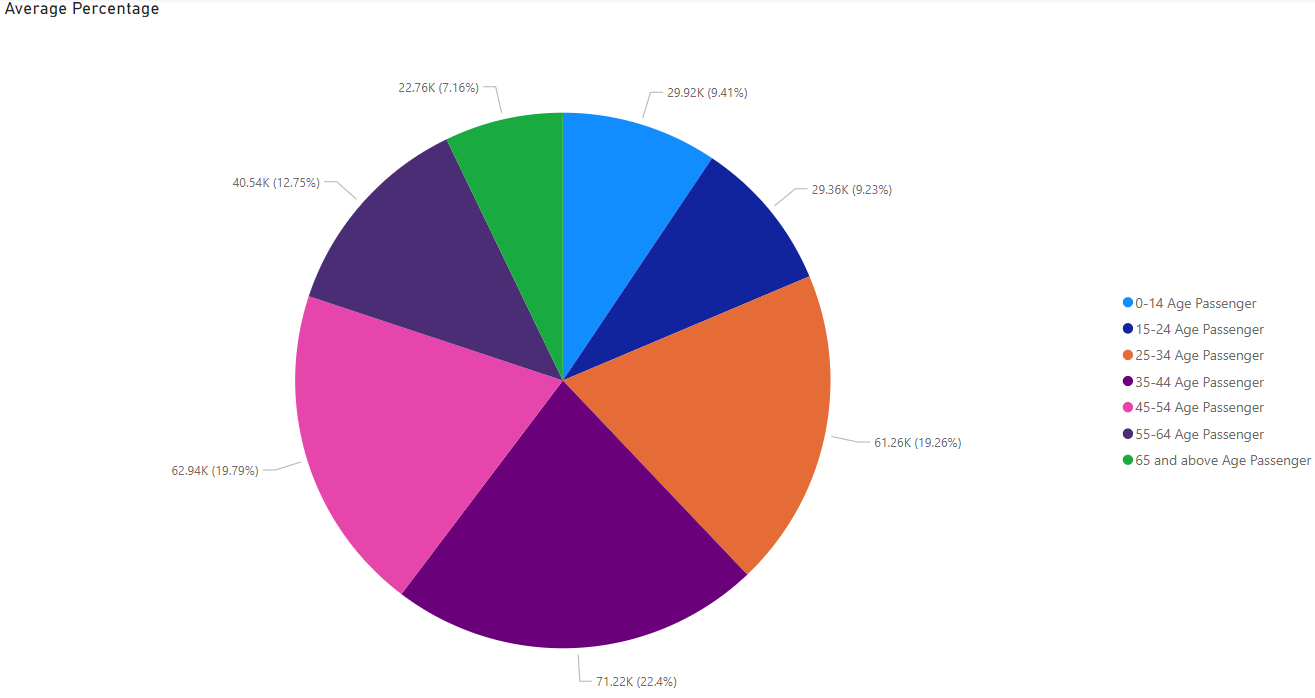 Average Percentage
22.76K (7.16%)
29.92K (9.41%)
40.54K (12.75%)
29.36K (9.23%)
62.94K (19.79%)
61.26K (19.26%)
71.22K (22.4%)
0-14 Age Passenger
15-24 Age Passenger
25-34 Age Passenger
35-44 Age Passenger
45-54 Age Passenger
55-64 Age Passenger
65 and above Age Passenger